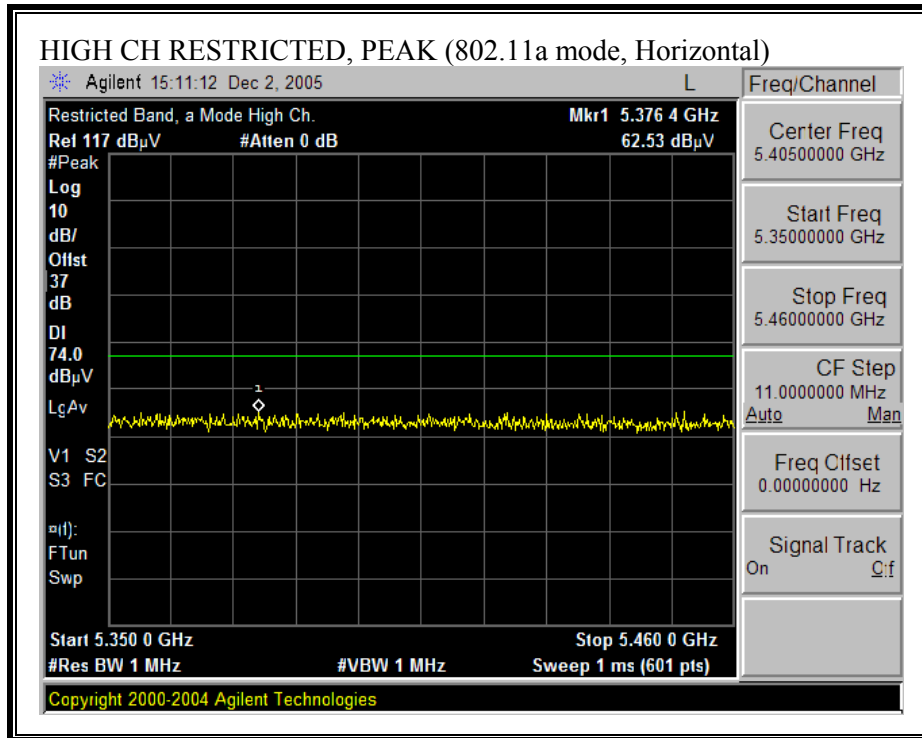 HIGH CH RESTRICTED, PEAK (802.11a mode, Horizontal)
Agilent 15:11:12 Dec 2, 2005 L
Restricted Band, a Mode High Ch. Mkr1 5.376 4 GHz
Ref 117 dBµV #Atten 0 dB 62.53 dBµV
#Peak
Log
10
dB/
Offst
37
dB
DI
74.0
dBµV
LgAv
1
V1 S2
S3 FC
¤(f):
FTun
Swp
Start 5.350 0 GHz Stop 5.460 0 GHz
#Res BW 1 MHz #VBW 1 MHz Sweep 1 ms (601 pts)
Copyright 2000-2004 Agilent Technologies
Freq/Channel
Center Freq
5.40500000 GHz
Start Freq
5.35000000 GHz
Stop Freq
5.46000000 GHz
CF Step
11.0000000 MHz
Auto Man
Freq Offset
0.00000000 Hz
Signal Track
On Off